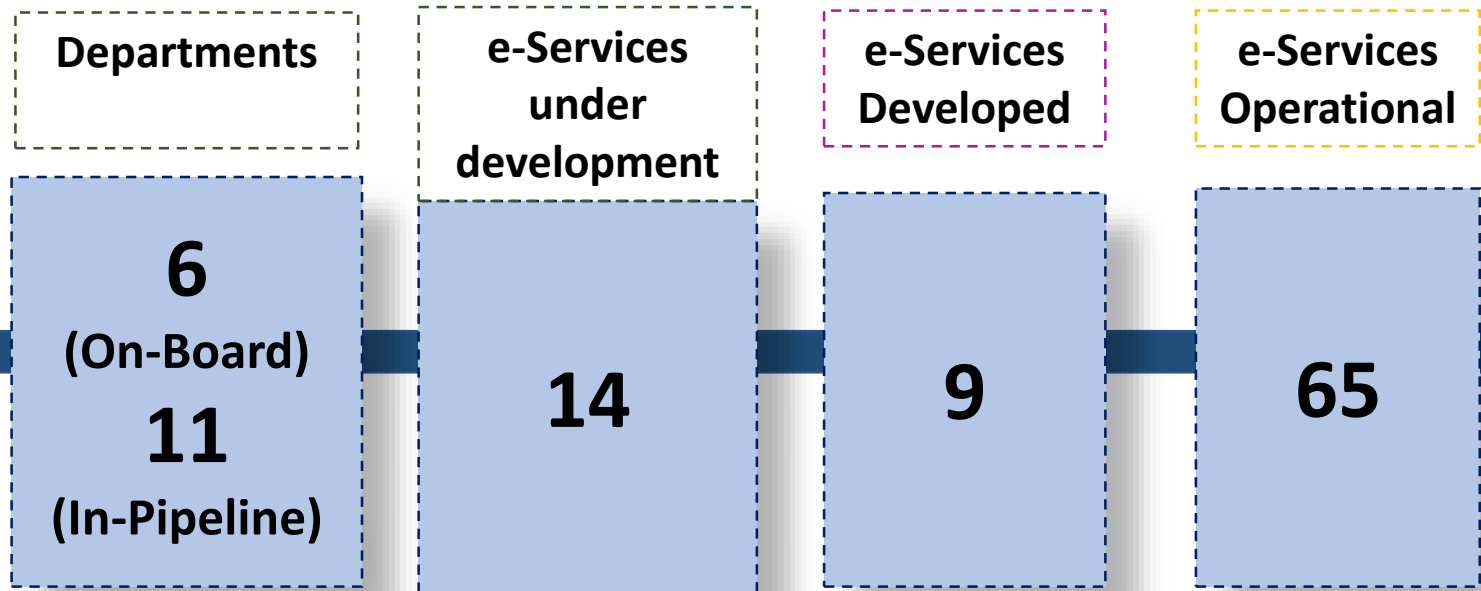 Departments
e-Services
under
development
e-Services
Developed
e-Services
Operational
6
(On-Board)
11
(In-Pipeline)
14
9
65